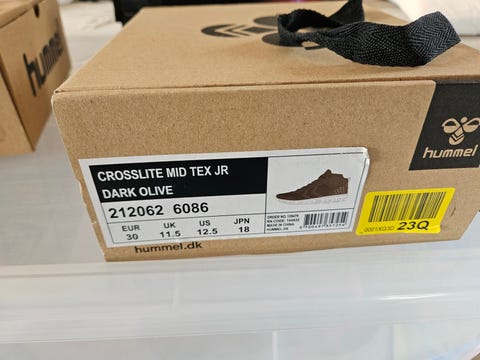 hummel
hummel
CROSSLITE MID TEX JR
DARK OLIVE
212062 6086
EUR UK US JPN
30 11.5 12.5 18
MADE IN CHINA
hummel.dk
23Q